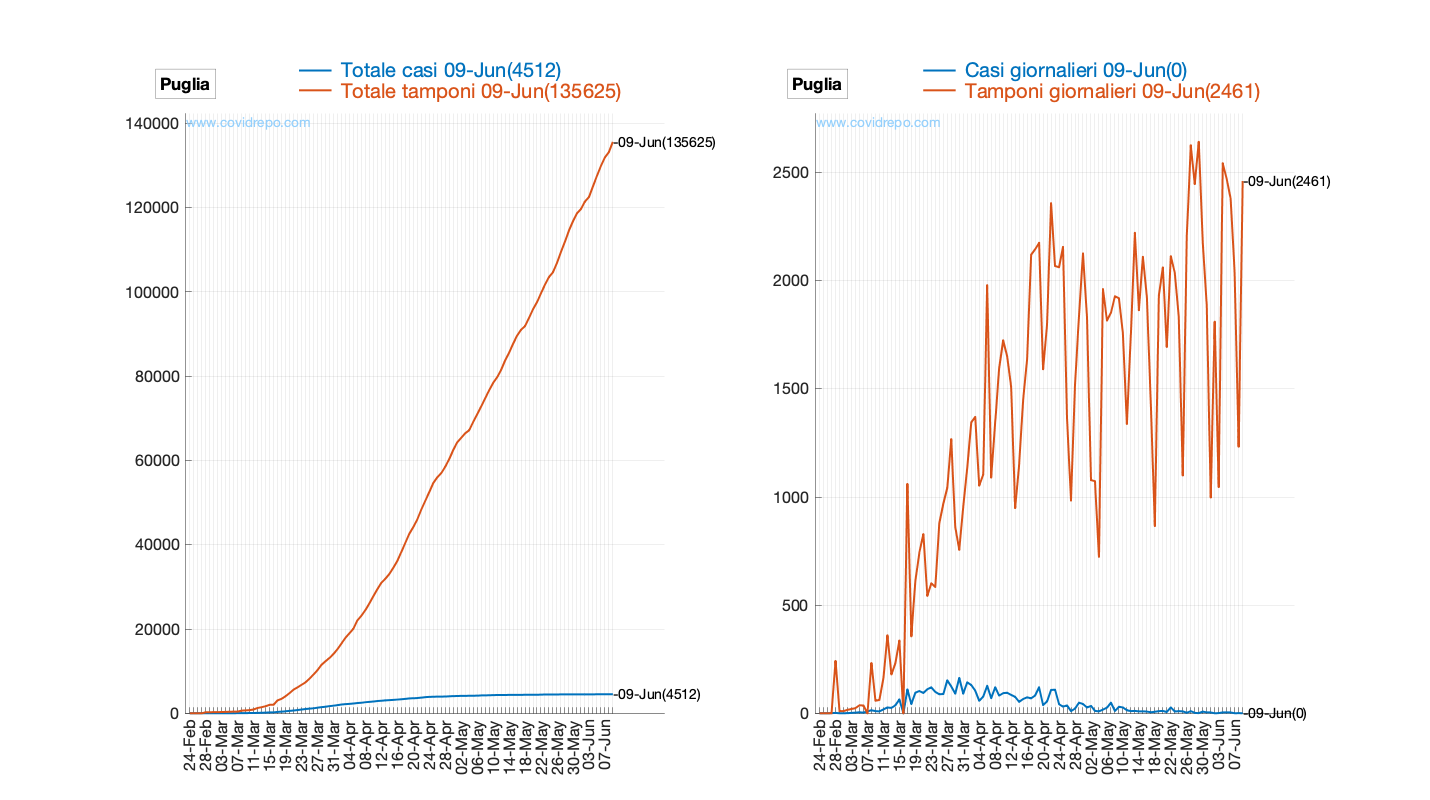 Puglia
Totale casi 09-Jun(4512)
Totale tamponi 09-Jun(135625)
www.covidrepo.com
140000
120000
100000
80000
60000
40000
20000
0
-09-Jun(135625)
-09-Jun(4512)
24-Feb
28-Feb
03-Mar
07-Mar
11-Mar
15-Mar
19-Mar
23-Mar
27-Mar
31-Mar
04-Apr
08-Apr
12-Apr
16-Apr
20-Apr
24-Apr
28-Apr
02-May
06-May
10-May
14-May
18-May
22-May
26-May
30-May
03-Jun
07-Jun
Puglia
Casi giornalieri 09-Jun(0)
Tamponi giornalieri 09-Jun(2461)
www.covidrepo.com
2500
2000
1500
1000
500
0
-09-Jun(2461)
-09-Jun(0)
24-Feb
28-Feb
03-Mar
07-Mar
11-Mar
15-Mar
19-Mar
23-Mar
27-Mar
31-Mar
04-Apr
08-Apr
12-Apr
16-Apr
20-Apr
24-Apr
28-Apr
02-May
06-May
10-May
14-May
18-May
22-May
26-May
30-May
03-Jun
07-Jun